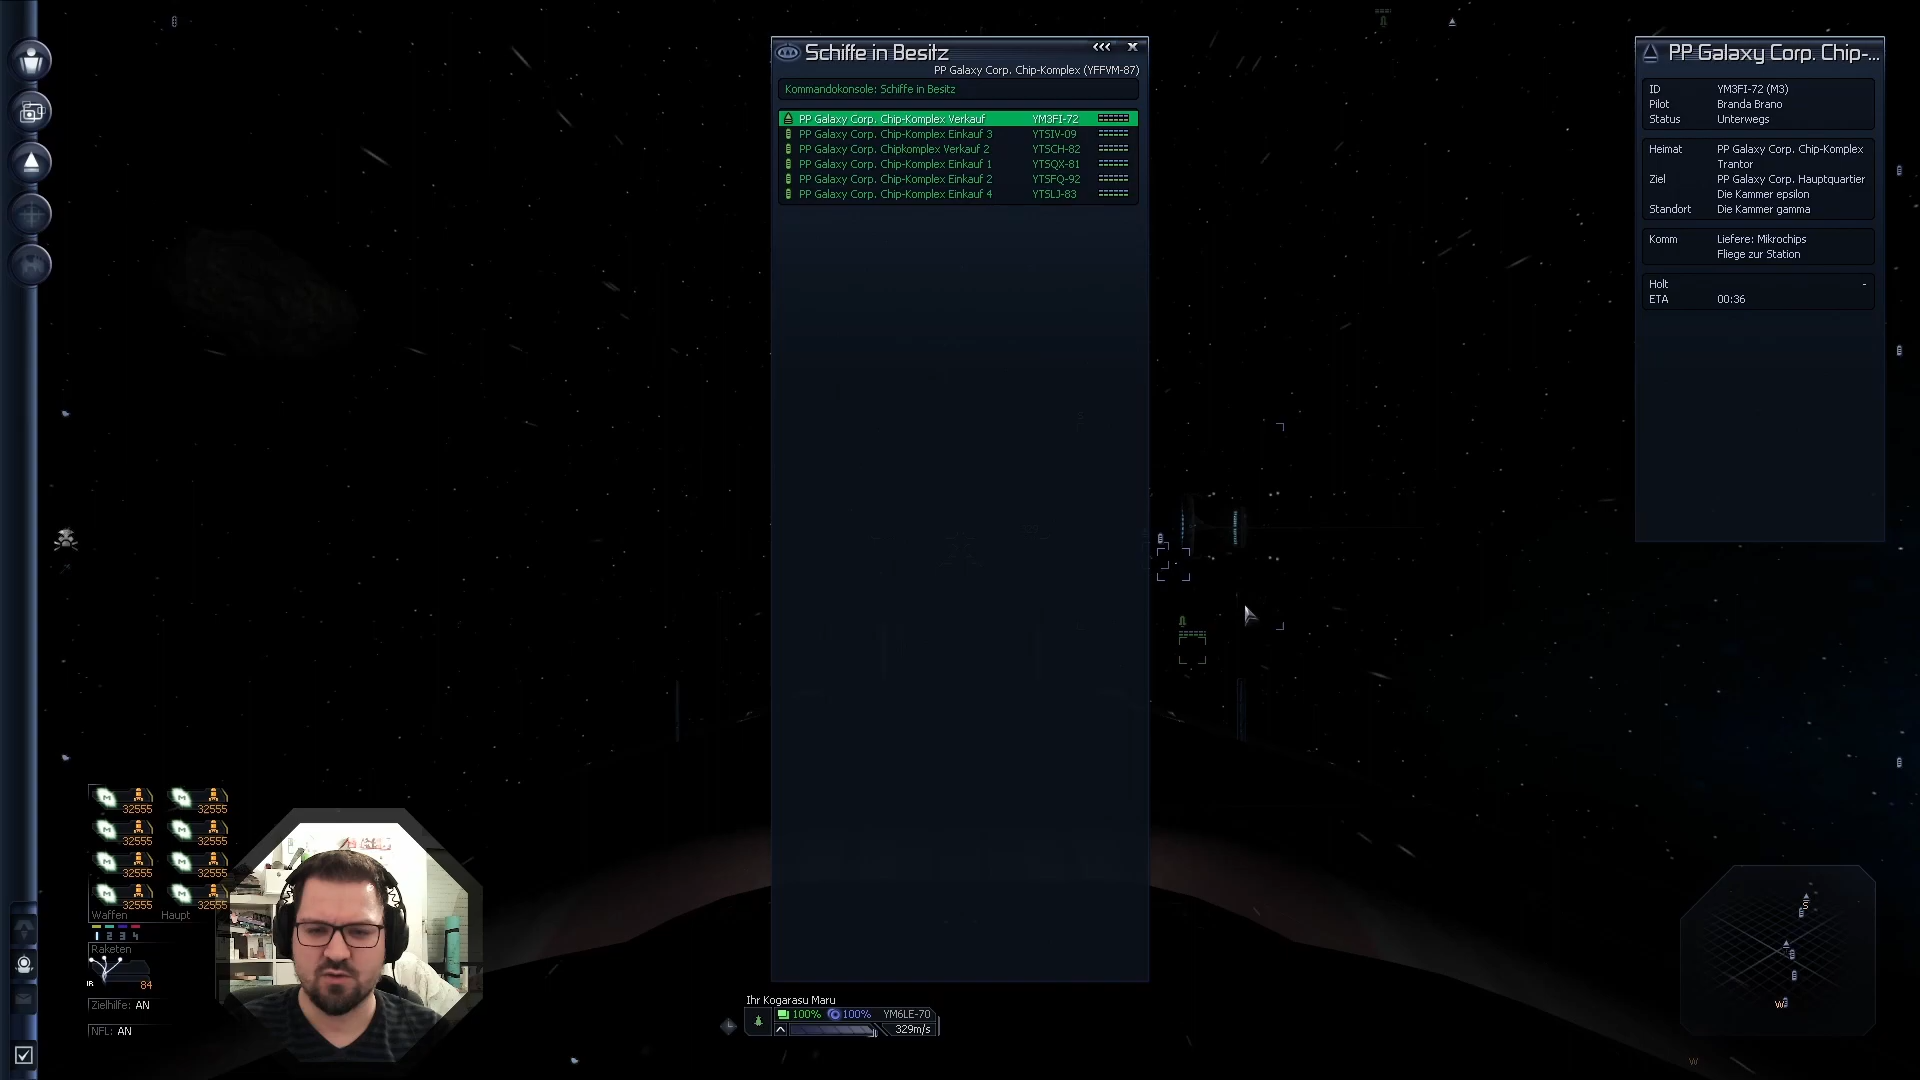 Schiffe in Besitz
PP Galaxy Corp. Chip-Komplex (YFFVM-87)
Kommandokonsole: Schiffe in Besitz
PP Galaxy Corp. Chip-Komplex Verkauf YM3FI-72
PP Galaxy Corp. Chip-Komplex Einkauf 3 YTSIV-09
PP Galaxy Corp. Chipkomplex Verkauf 2 YTSCH-82
PP Galaxy Corp. Chip-Komplex Einkauf 1 YTSQX-81
PP Galaxy Corp. Chip-Komplex Einkauf 2 YTSFQ-92
PP Galaxy Corp. Chip-Komplex Einkauf 4 YTSLJ-83
PP Galaxy Corp. Chip-...
ID YM3FI-72 (M3)
Pilot Branda Brano
Status Unterwegs
Heimat PP Galaxy Corp. Chip-Komplex
Trantor
Ziel PP Galaxy Corp. Hauptquartier
Die Kammer epsilon
Standort Die Kammer gamma
Komm Liefere: Mikrochips
Fliege zur Station
Holt -
ETA 00:36
32555 32555
32555 32555
32555 32555
32555 32555
Waffen Haupt
1 2 3 4
Raketen
IR 84
Zielhilfe: AN
NFL: AN
Ihr Kogarasu Maru
100% 100% YM6LE-70
329m/s
S
W
W